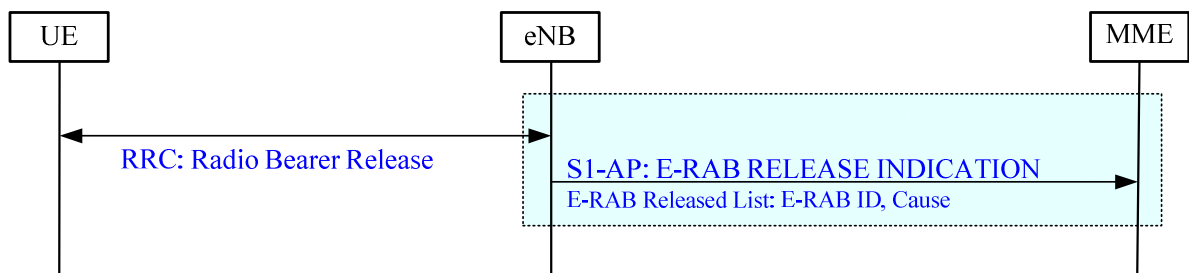 UE
eNB
MME
RRC: Radio Bearer Release
S1-AP: E-RAB RELEASE INDICATION
E-RAB Released List: E-RAB ID, Cause